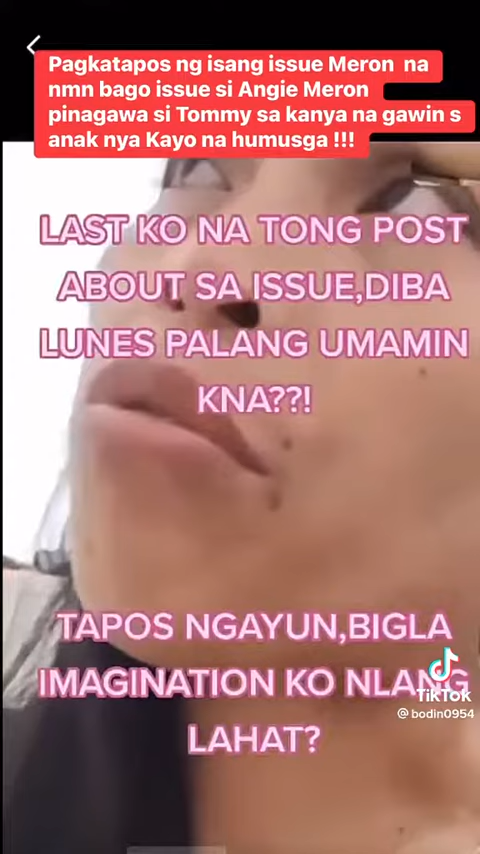 Pagkatapos ng isang issue Meron na
nmn bago issue si Angie Meron
pinagawa si Tommy sa kanya na gawin s
anak nya Kayo na humusga !!!
LAST KO NA TONG POST
ABOUT SA ISSUE,DIBA
LUNES PALANG UMAMIN
KNA??!
TAPOS NGAYUN,BIGLA
IMAGINATION KO NLANG
LAHAT?
TikTok
@bodin0954